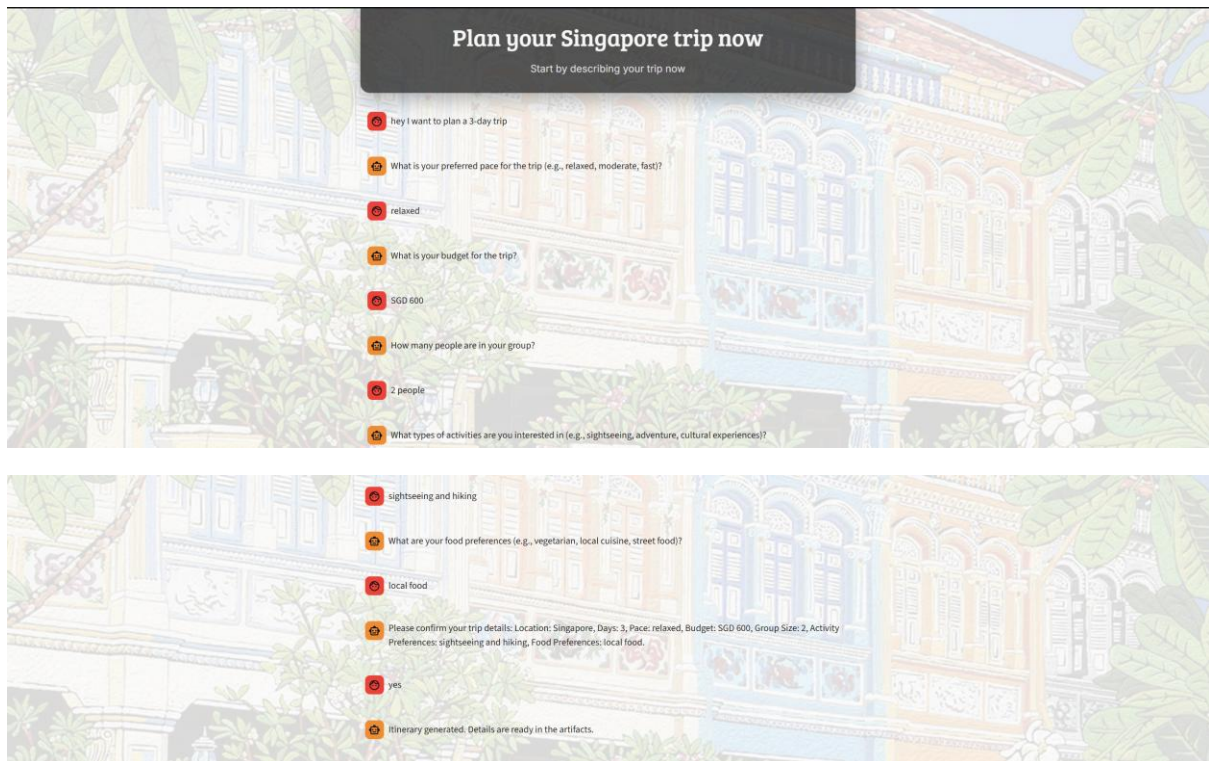 Plan your Singapore trip now
Start by describing your trip now
hey I want to plan a 3-day trip
What is your preferred pace for the trip (e.g., relaxed, moderate, fast)?
relaxed
What is your budget for the trip?
SGD 600
How many people are in your group?
2 people
What types of activities are you interested in (e.g., sightseeing, adventure, cultural experiences)?
sightseeing and hiking
What are your food preferences (e.g., vegetarian, local cuisine, street food)?
local food
Please confirm your trip details: Location: Singapore, Days: 3, Pace: relaxed, Budget: SGD 600, Group Size: 2, Activity
Preferences: sightseeing and hiking, Food Preferences: local food.
yes
Itinerary generated. Details are ready in the artifacts.